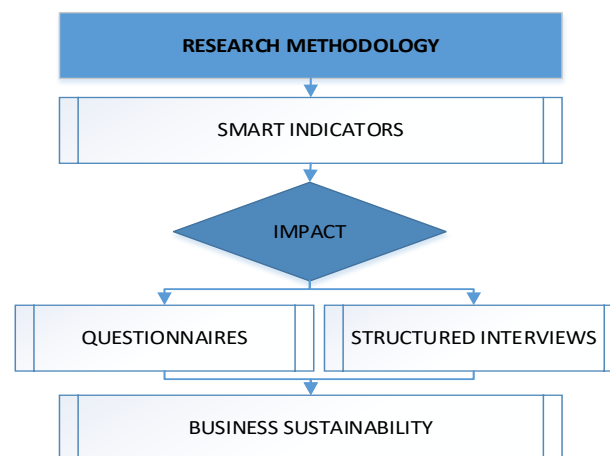 RESEARCH METHODOLOGY
SMART INDICATORS
IMPACT
QUESTIONNAIRES
STRUCTURED INTERVIEWS
BUSINESS SUSTAINABILITY